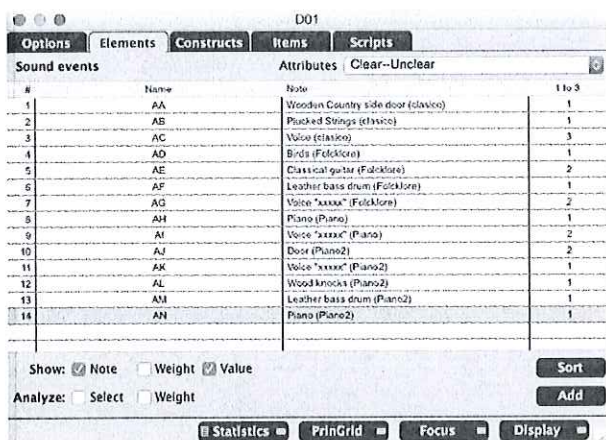 D01
Options Elements Constructs Items Scripts
Sound events Attributes Clear--Unclear
# Name Note 1 to 3
1 AA Wooden Country side door (clasico) 1
2 AB Plucked Strings (clasico) 1
3 AC Voice (clasico) 3
4 AD Birds (Folcklore) 1
5 AE Classical guitar (Folcklore) 2
6 AF Leather bass drum (Folcklore) 1
7 AG Voice "xxxxx" (Folcklore) 2
8 AH Piano (Piano) 1
9 AI Voice "xxxxx" (Piano) 2
10 AJ Door (Piano2) 2
11 AK Voice "xxxxx" (Piano2) 1
12 AL Wood knocks (Piano2) 1
13 AM Leather bass drum (Piano2) 1
14 AN Piano (Piano2) 1
Show: Note Weight Value Sort
Analyze: Select Weight Add
Statistics PrinGrid Focus Display